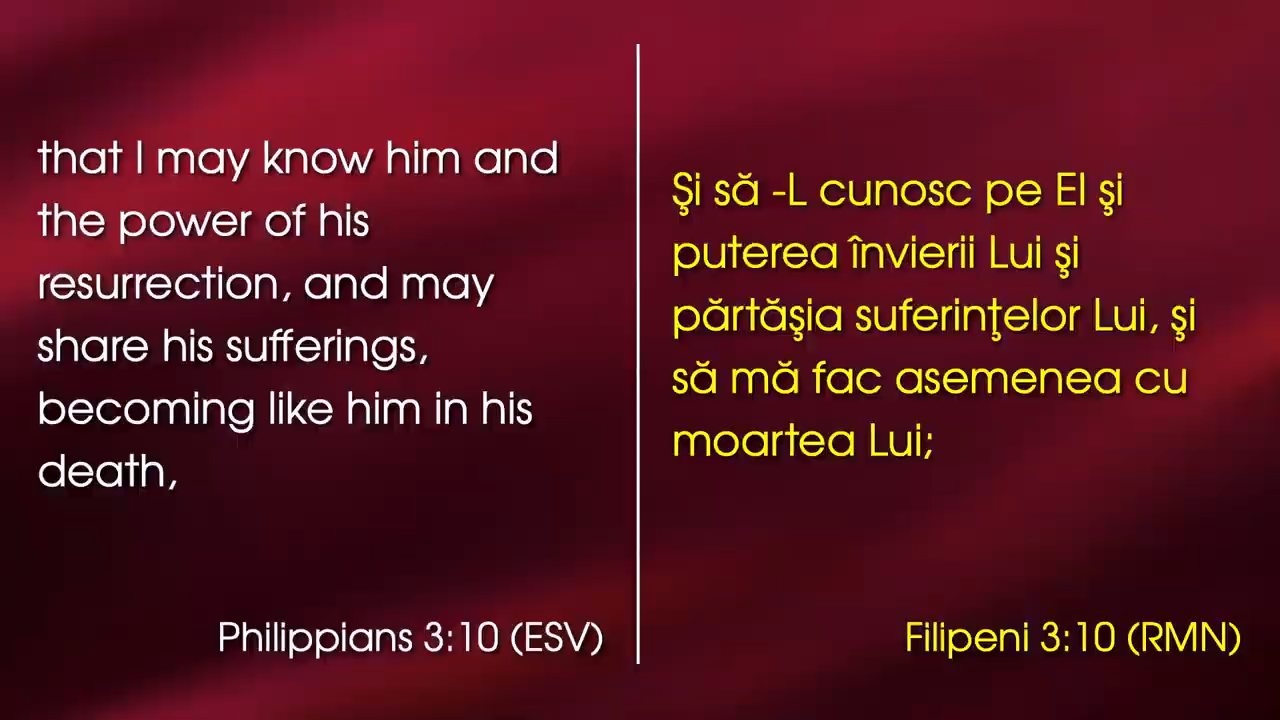 that I may know him and
the power of his
resurrection, and may
share his sufferings,
becoming like him in his
death,
Philippians 3:10 (ESV)
Şi să -L cunosc pe El şi
puterea învierii Lui şi
părtăşia suferinţelor Lui, şi
să mă fac asemenea cu
moartea Lui;
Filipeni 3:10 (RMN)